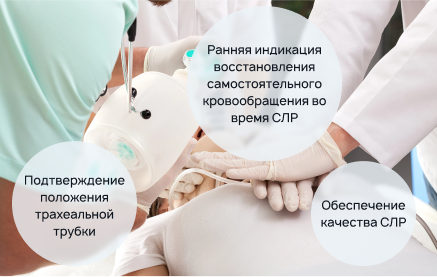 Ранняя индикация
восстановления
самостоятельного
кровообращения во
время СЛР
Подтверждение
положения
трахеальной
трубки
Обеспечение
качества СЛР